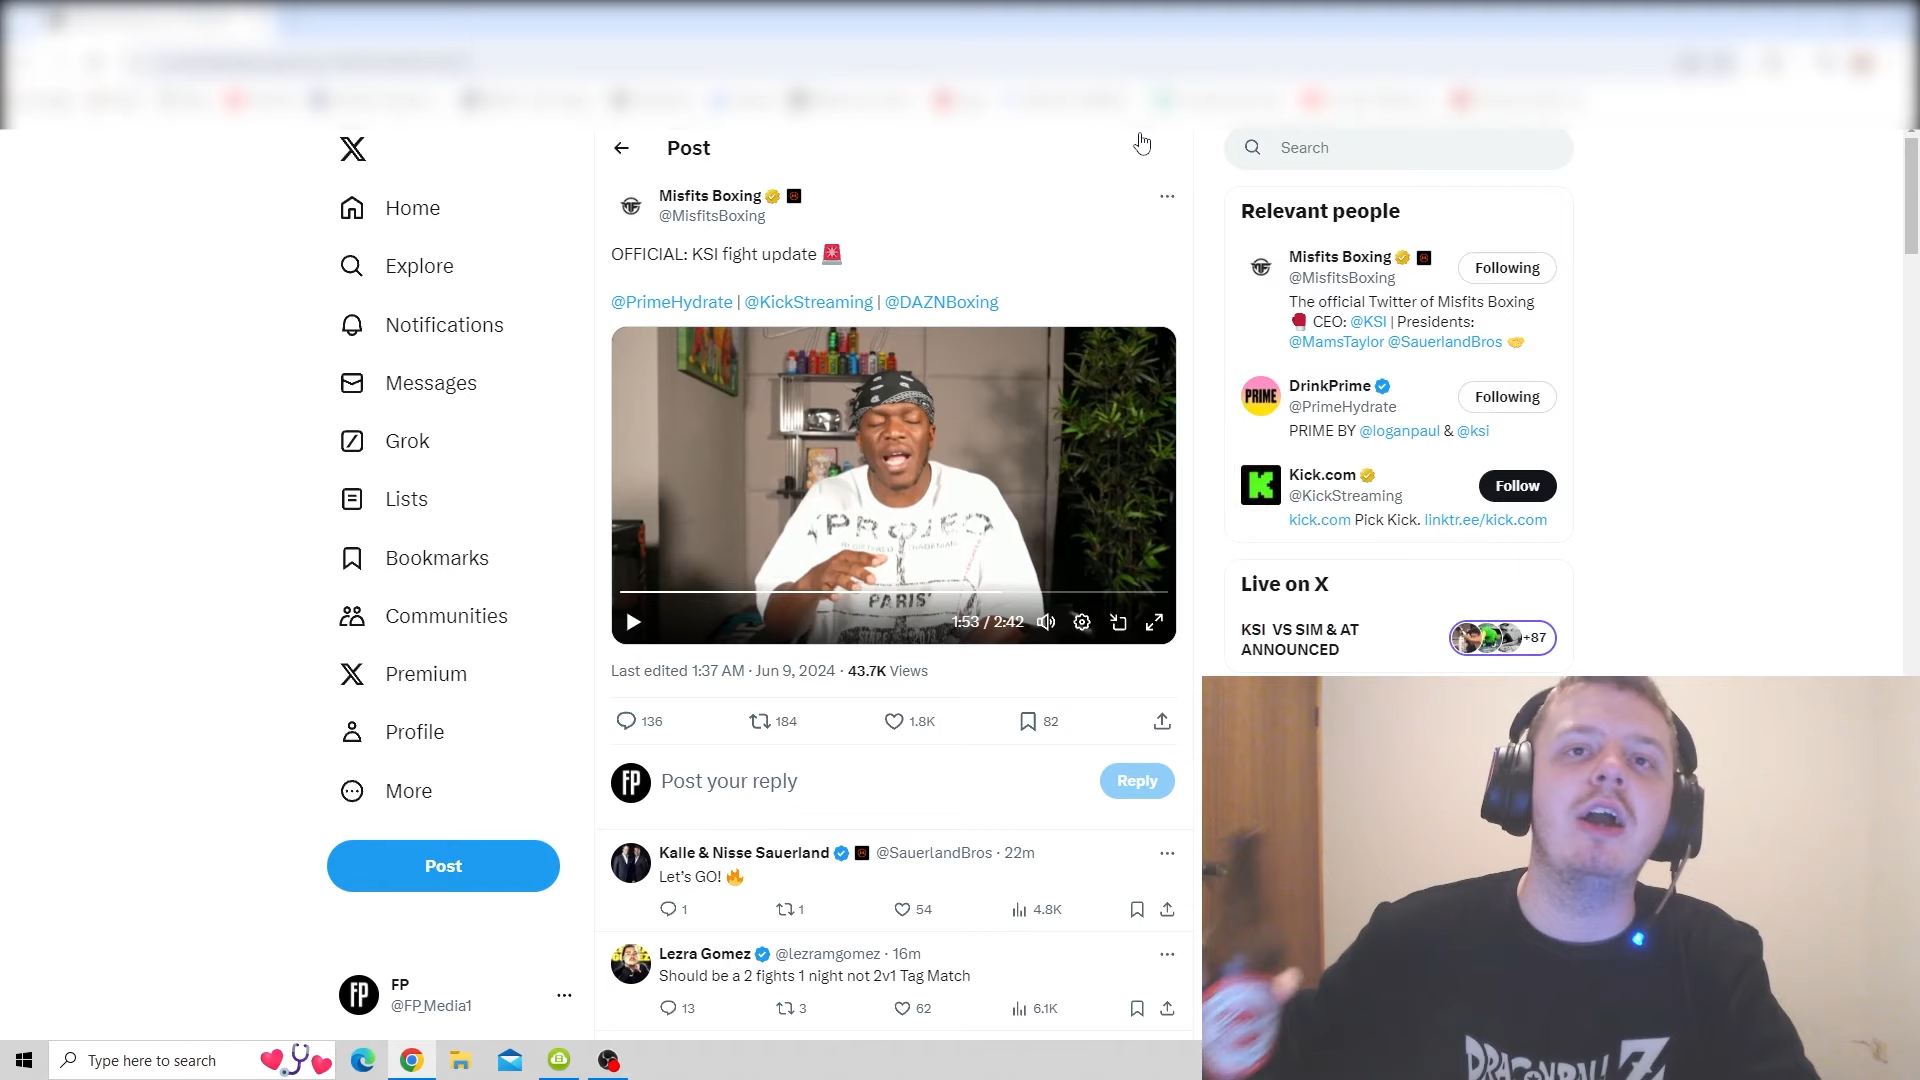 Home
Explore
Notifications
Messages
Grok
Lists
Bookmarks
Communities
Premium
Profile
More
Post
FP
FP
@FP_Media1
Post
Misfits Boxing
@MisfitsBoxing
OFFICIAL: KSI fight update 🚨
@PrimeHydrate | @KickStreaming | @DAZNBoxing
PARIS'
1:53 / 2:42
Last edited 1:37 AM · Jun 9, 2024 · 43.7K Views
136 184 1.8K 82
FP
Post your reply
Reply
Kalle & Nisse Sauerland @SauerlandBros · 22m
Let's GO! 🔥
1 1 54 4.8K
Lezra Gomez @lezramgomez · 16m
Should be a 2 fights 1 night not 2v1 Tag Match
13 3 62 6.1K
Search
Relevant people
Misfits Boxing
@MisfitsBoxing
Following
The official Twitter of Misfits Boxing
🥊 CEO: @KSI | Presidents:
@MamsTaylor @SauerlandBros 🤝
PRIME
DrinkPrime
@PrimeHydrate
Following
PRIME BY @loganpaul & @ksi
K
Kick.com
@KickStreaming
Follow
kick.com Pick Kick. linktr.ee/kick.com
Live on X
KSI VS SIM & AT
ANNOUNCED
+87
DRAGONBALL Z
Type here to search